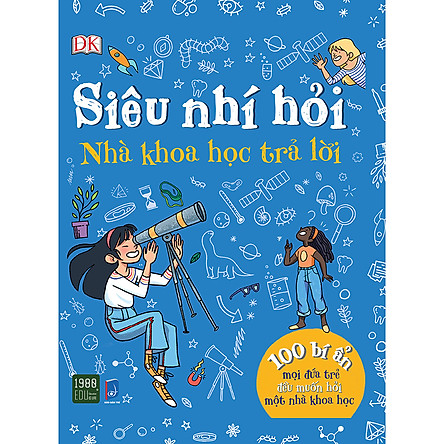 DK
Siêu nhí hỏi
Nhà khoa học trả lời
100 bí ẩn
mọi đứa trẻ
đều muốn hỏi
một nhà khoa học
1980
EDU